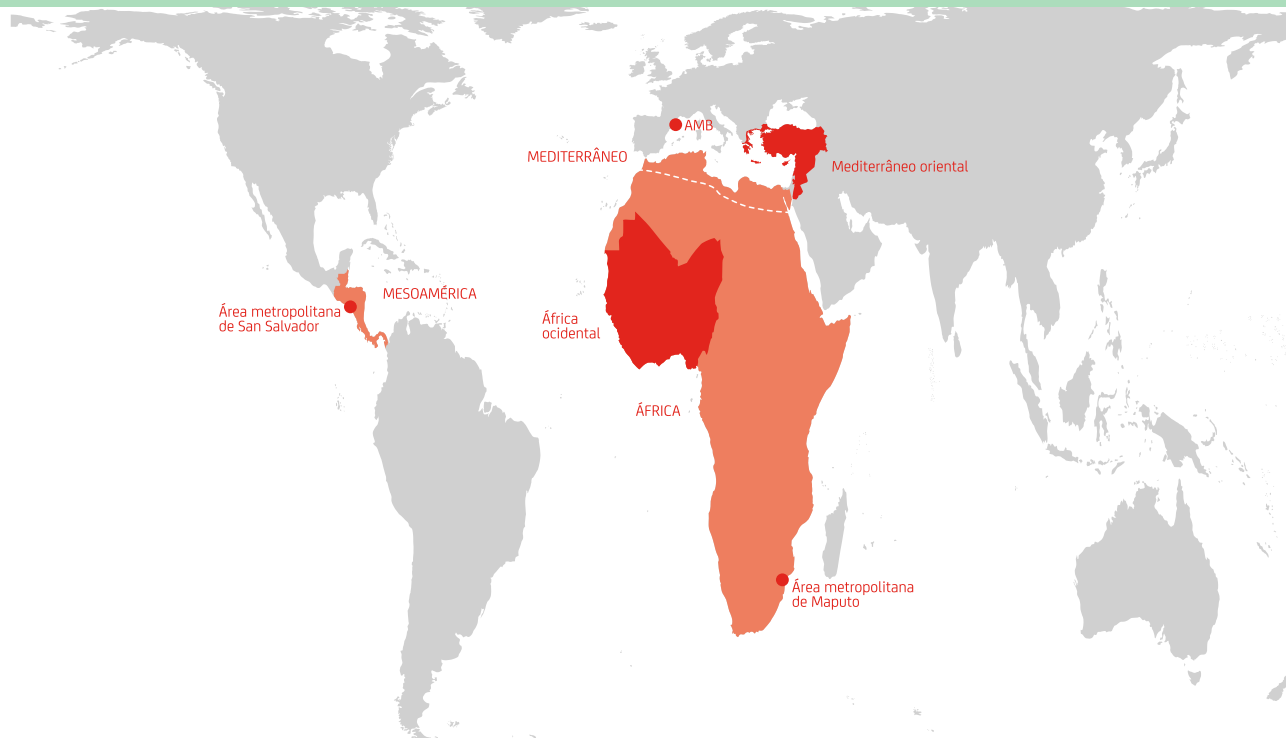 AMB
MEDITERRÂNEO
Mediterrâneo oriental
MESOAMÉRICA
Área metropolitana
de San Salvador
África
ocidental
ÁFRICA
Área metropolitana
de Maputo